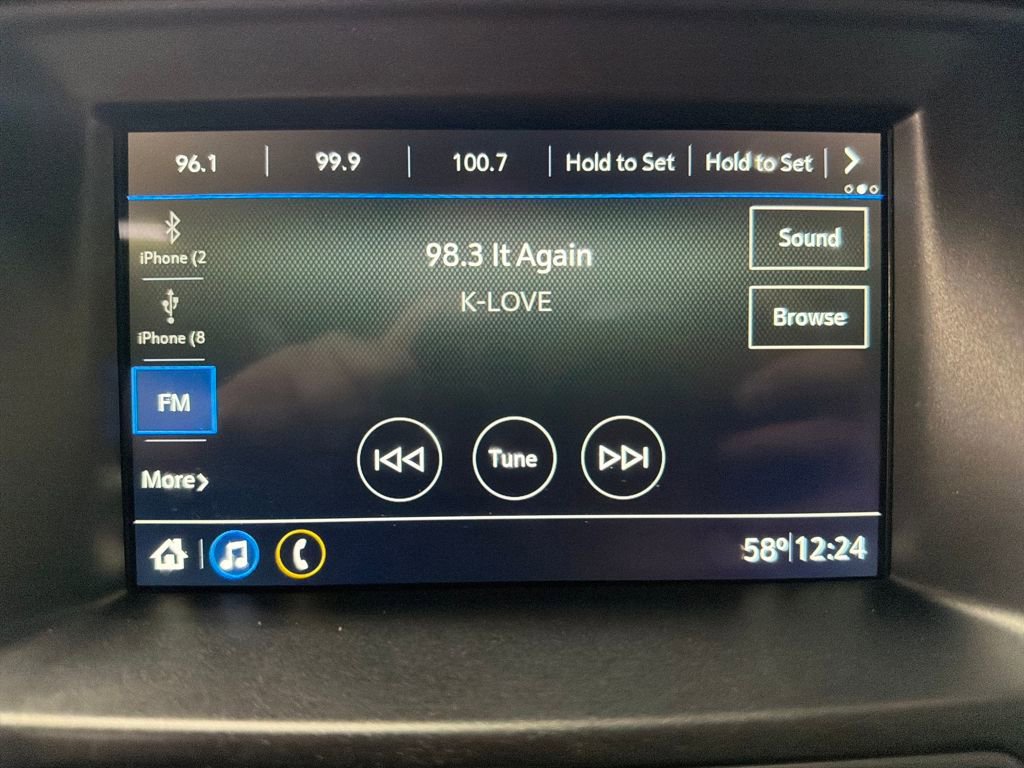 96.1 99.9 100.7 Hold to Set Hold to Set
iPhone (2
iPhone (8
FM
More
98.3 It Again
K-LOVE
Sound
Browse
Tune
58° 12:24